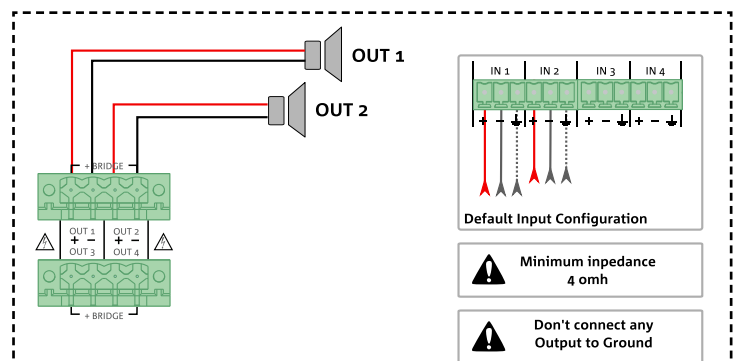 OUT 1
OUT 2
+ BRIDGE -
OUT 1 OUT 2
+ − + −
OUT 3 OUT 4
+ BRIDGE -
IN 1 IN 2 IN 3 IN 4
+ − + − + − + −
Default Input Configuration
Minimum inpedance
4 omh
Don't connect any
Output to Ground